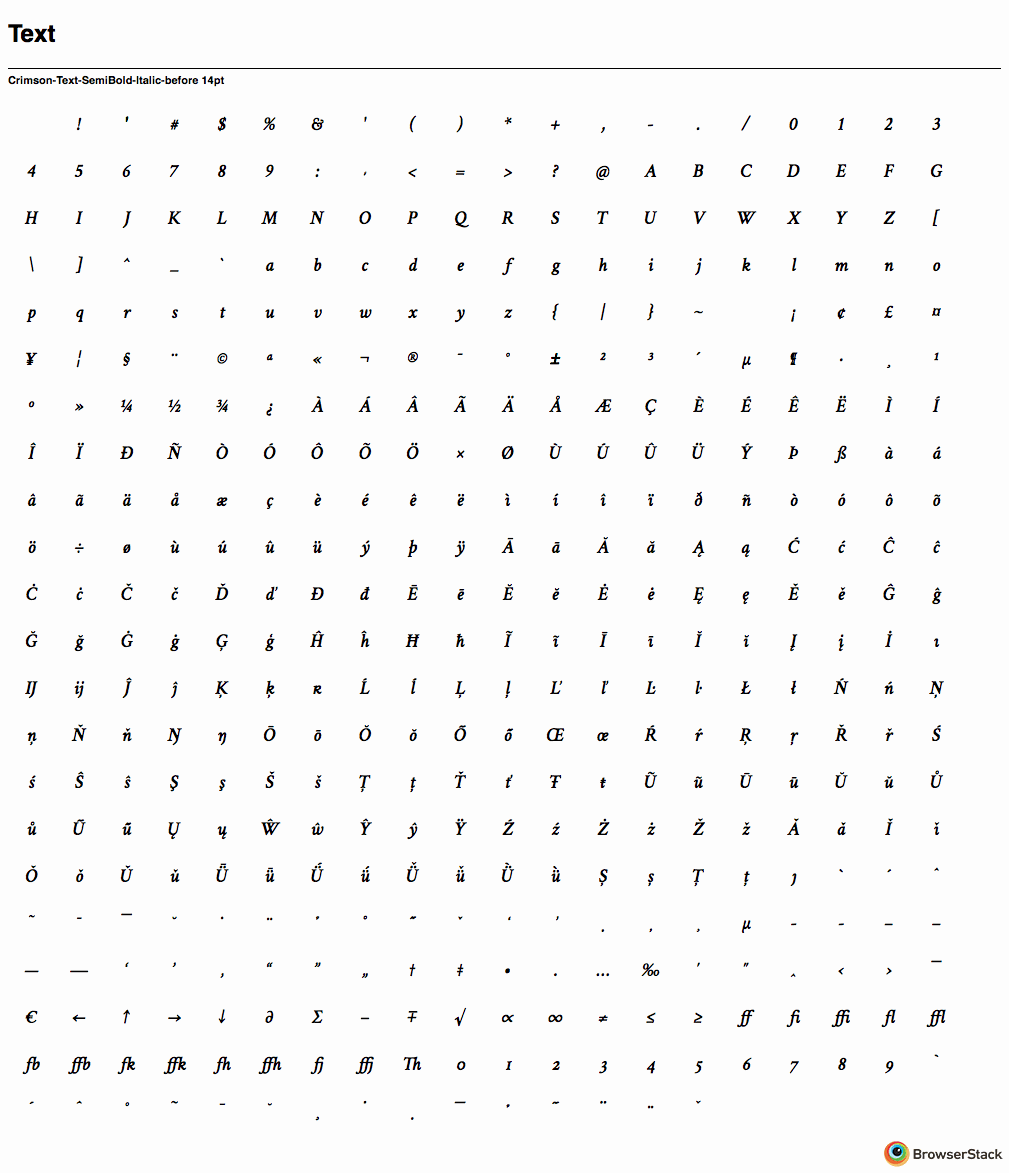 Text
Crimson-Text-SemiBold-Italic-before 14pt
! " # $ % & ' ( ) * + , - . / 0 1 2 3
4 5 6 7 8 9 : ; < = > ? @ A B C D E F G
H I J K L M N O P Q R S T U V W X Y Z [
\ ] ^ _ ` a b c d e f g h i j k l m n o
p q r s t u v w x y z { | } ~ ¡ ¢ £ ¤
¥ ¦ § ¨ © ª « ¬ ® ¯ ° ± ² ³ ´ µ ¶ · ¸ ¹
º » ¼ ½ ¾ ¿ À Á Â Ã Ä Å Æ Ç È É Ê Ë Ì Í
Î Ï Ð Ñ Ò Ó Ô Õ Ö × Ø Ù Ú Û Ü Ý Þ ß à á
â ã ä å æ ç è é ê ë ì í î ï ð ñ ò ó ô õ
ö ÷ ø ù ú û ü ý þ ÿ Ā ā Ă ă Ą ą Ć ć Ĉ ĉ
Ċ ċ Č č Ď ď Đ đ Ē ē Ĕ ĕ Ė ė Ę ę Ě ě Ĝ ĝ
Ğ ğ Ġ ġ Ģ ģ Ĥ ĥ Ħ ħ Ĩ ĩ Ī ī Ĭ ĭ Į į İ ı
Ĳ ĳ Ĵ ĵ Ķ ķ ĸ Ĺ ĺ Ļ ļ Ľ ľ Ŀ ŀ Ł ł Ń ń Ņ
ņ Ň ň Ŋ ŋ Ō ō Ŏ ŏ Ő ő Œ œ Ŕ ŕ Ŗ ŗ Ř ř Ś
ś Ŝ ŝ Ş ş Š š Ţ ţ Ť ť Ŧ ŧ Ũ ũ Ū ū Ŭ ŭ Ů
ů Ű ű Ų ų Ŵ ŵ Ŷ ŷ Ÿ Ź ź Ż ż Ž ž Ǎ ǎ Ǐ ǐ
Ǒ ǒ Ǔ ǔ Ǖ ǖ Ǘ ǘ Ǚ ǚ Ǜ ǜ Ș ș Ț ț ȷ ˋ ˊ ˆ
˜ - ¯ ˘ ˙ ¨ ʹ ˚ ˝ ˇ ʻ ʼ . , ̦ μ - ‑ – –
— ― ‘ ’ ‚ “ ” „ † ‡ • . … ‰ ′ ″ ‸ ‹ › ‾
€ ← ↑ → ↓ ∂ Σ − ∓ √ ∝ ∞ ≠ ≤ ≥ ff fi ffi fl ffl
fb ffb fk ffk fh ffh fj ffj Th 0 1 2 3 4 5 6 7 8 9 `
´ ˆ ˚ ˜ ˉ ˘ ¸ ˙ . ¯ ˙ ˜ ¨ ¨ ˇ
BrowserStack